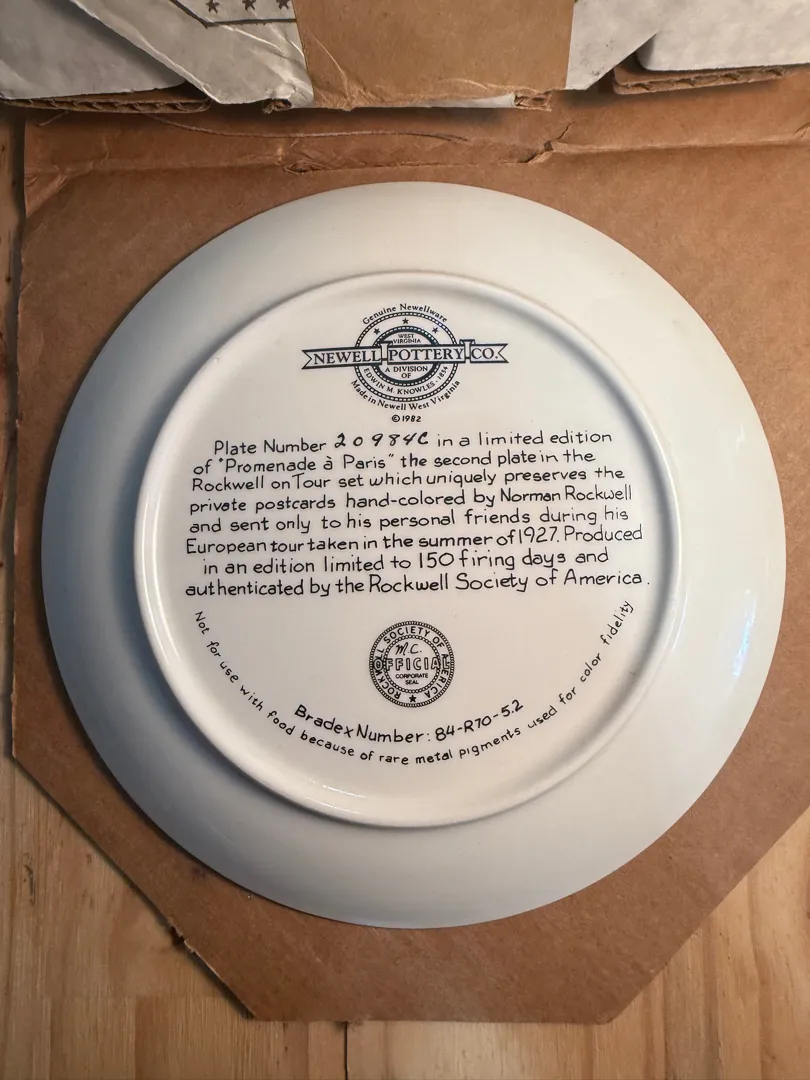 Genuine Newellware
WEST
VIRGINIA
NEWELL POTTERY CO.
A DIVISION
OF
EDWIN M. KNOWLES · 1854
Made in Newell West Virginia
©1982
Plate Number 20984C in a limited edition
of "Promenade à Paris" the second plate in the
Rockwell on Tour set which uniquely preserves the
private postcards hand-colored by Norman Rockwell
and sent only to his personal friends during his
European tour taken in the summer of 1927. Produced
in an edition limited to 150 firing days and
authenticated by the Rockwell Society of America.
ROCKWELL SOCIETY OF AMERICA
M.C.
OFFICIAL
CORPORATE
SEAL
Bradex Number: 84-R70-5.2
Not for use with food because of rare metal pigments used for color fidelity